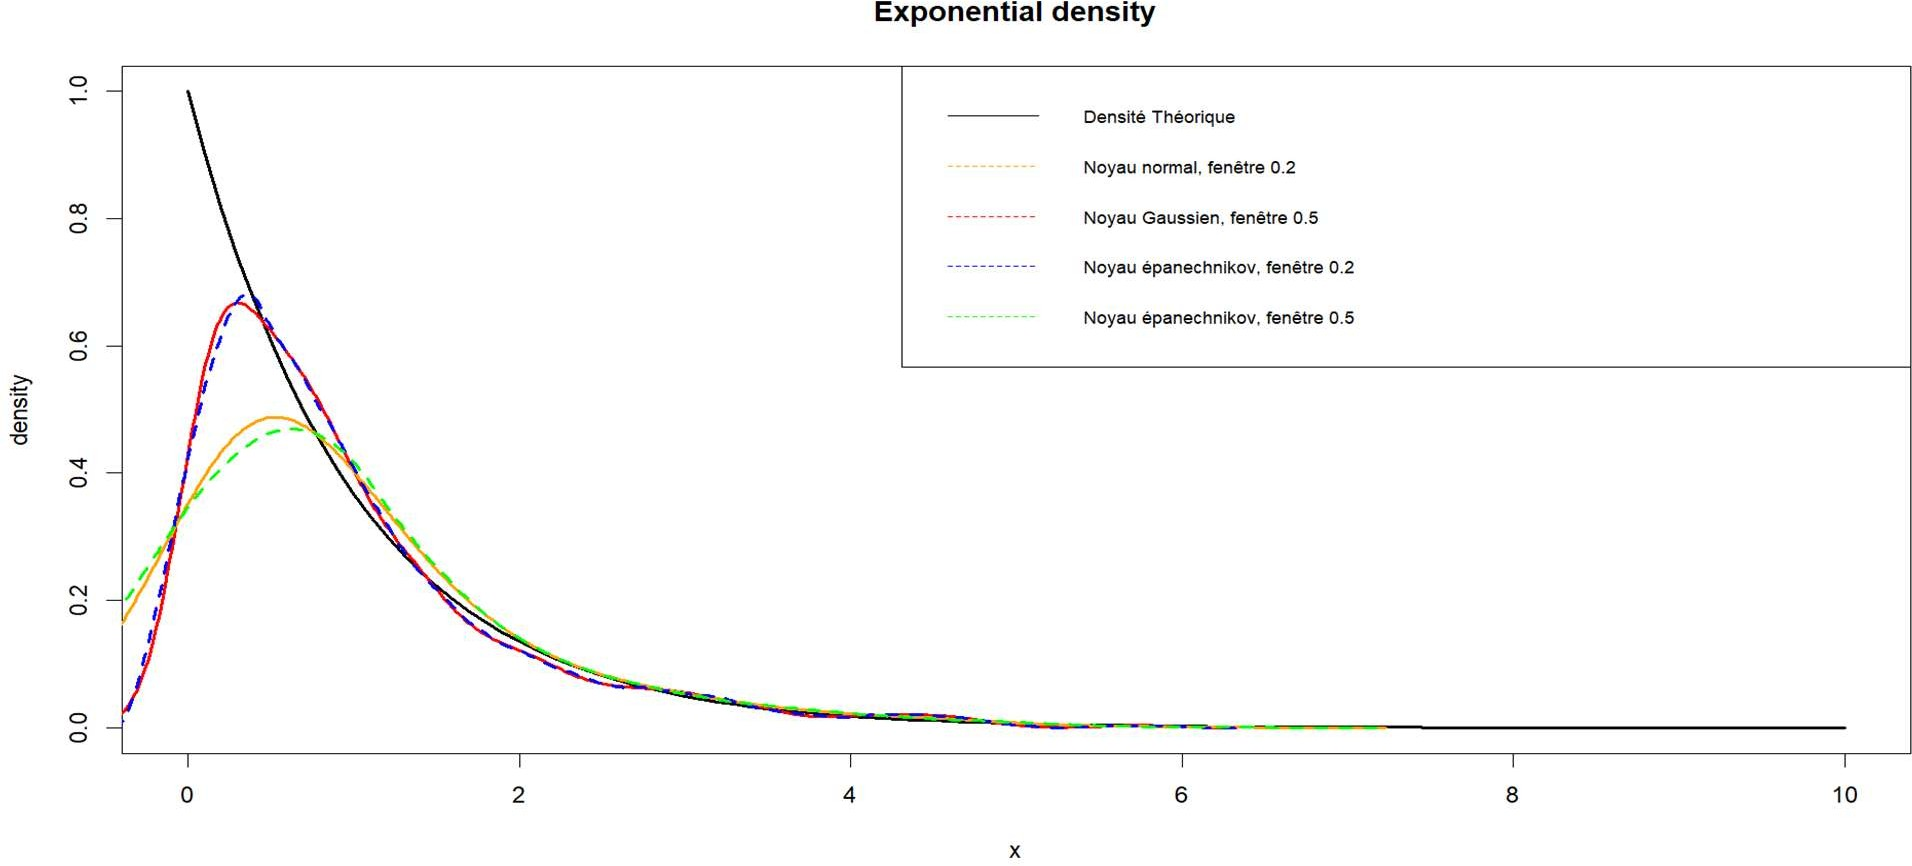 Exponential density
Densité Théorique
Noyau normal, fenêtre 0.2
Noyau Gaussien, fenêtre 0.5
Noyau épanechnikov, fenêtre 0.2
Noyau épanechnikov, fenêtre 0.5
density
1.0
0.8
0.6
0.4
0.2
0.0
0 2 4 6 8 10
x